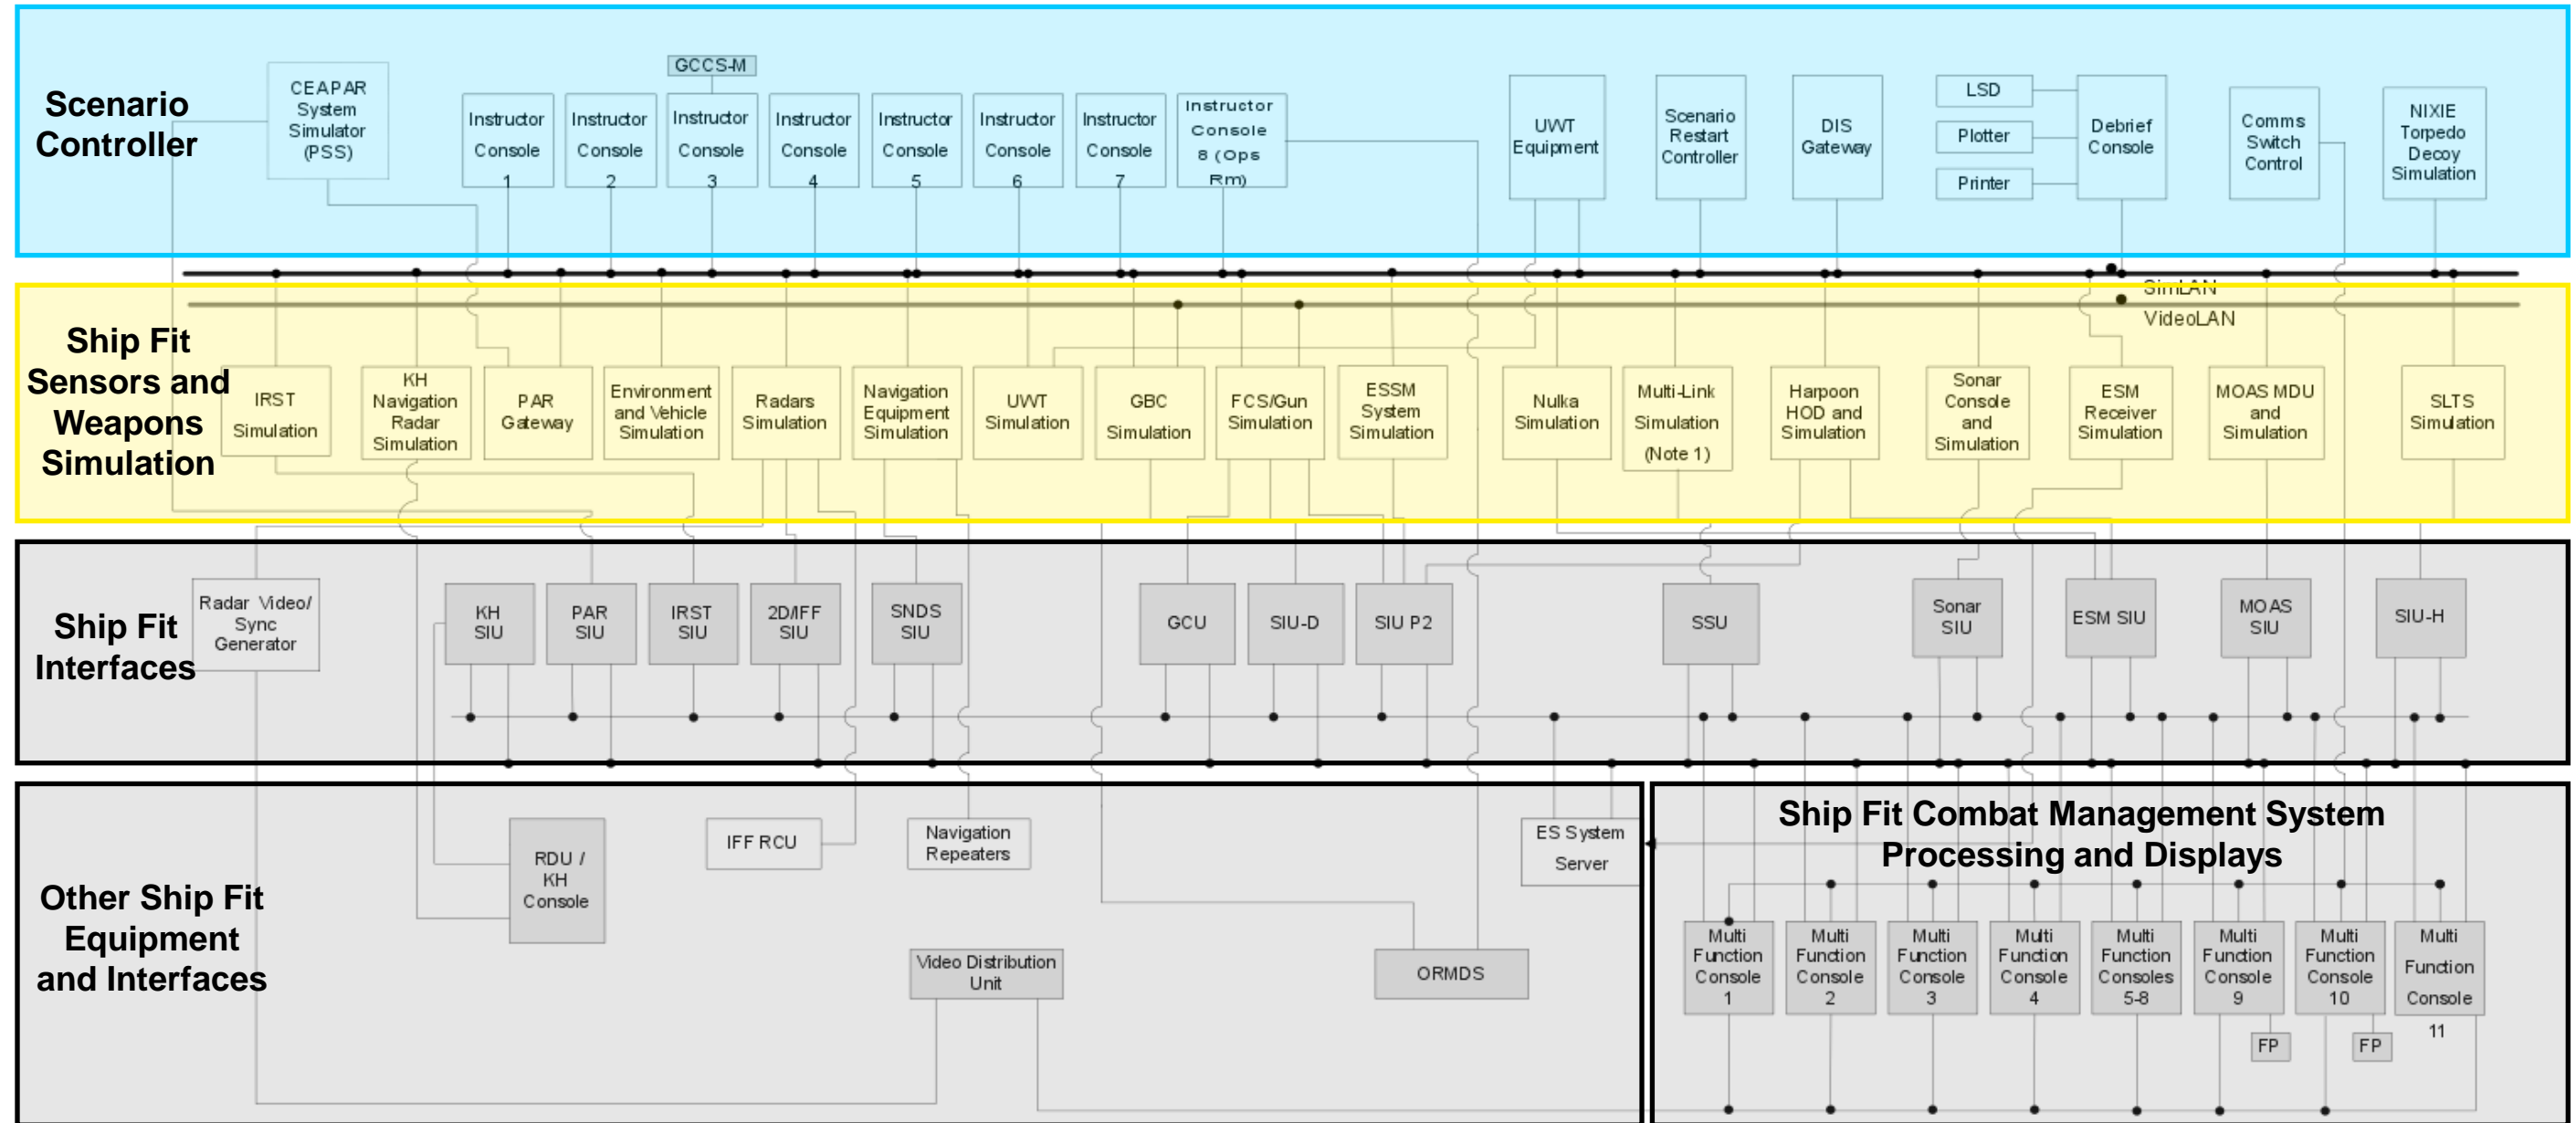 Scenario
Controller
CEAPAR
System
Simulator
(PSS)
Instructor
Console
1
Instructor
Console
2
GCCS-M
Instructor
Console
3
Instructor
Console
4
Instructor
Console
5
Instructor
Console
6
Instructor
Console
7
Instructor
Console
8 (Ops
Rm)
UWT
Equipment
Scenario
Restart
Controller
DIS
Gateway
LSD
Plotter
Printer
Debrief
Console
Comms
Switch
Control
NIXIE
Torpedo
Decoy
Simulation
SimLAN
VideoLAN
Ship Fit
Sensors and
Weapons
Simulation
IRST
Simulation
KH
Navigation
Radar
Simulation
PAR
Gateway
Environment
and Vehicle
Simulation
Radars
Simulation
Navigation
Equipment
Simulation
UWT
Simulation
GBC
Simulation
FCS/Gun
Simulation
ESSM
System
Simulation
Nulka
Simulation
Multi-Link
Simulation
(Note 1)
Harpoon
HOD and
Simulation
Sonar
Console
and
Simulation
ESM
Receiver
Simulation
MOAS MDU
and
Simulation
SLTS
Simulation
Ship Fit
Interfaces
Radar Video/
Sync
Generator
KH
SIU
PAR
SIU
IRST
SIU
2D/IFF
SIU
SNDS
SIU
GCU
SIU-D
SIU P2
SSU
Sonar
SIU
ESM SIU
MOAS
SIU
SIU-H
Other Ship Fit
Equipment
and Interfaces
RDU /
KH
Console
IFF RCU
Navigation
Repeaters
Video Distribution
Unit
ORMDS
ES System
Server
Ship Fit Combat Management System
Processing and Displays
Multi
Function
Console
1
Multi
Function
Console
2
Multi
Function
Console
3
Multi
Function
Console
4
Multi
Function
Consoles
5-8
Multi
Function
Console
9
FP
Multi
Function
Console
10
FP
Multi
Function
Console
11